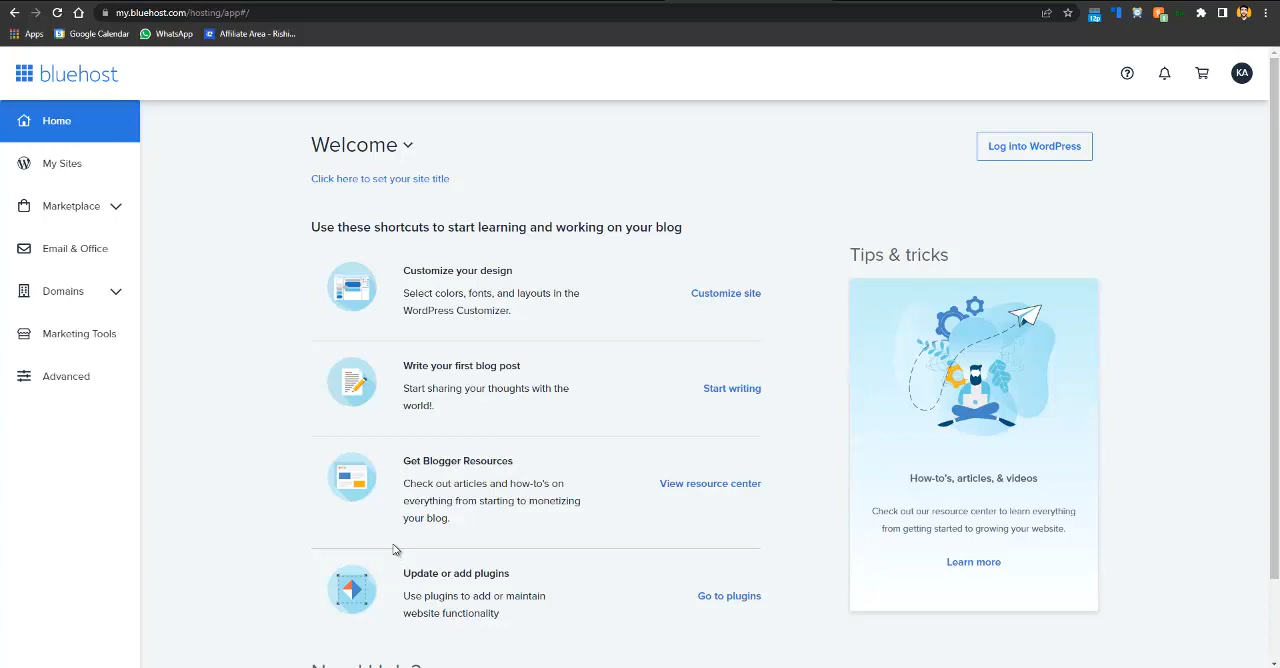 my.bluehost.com/hosting/app#/
12p
Apps
Google Calendar
WhatsApp
Affiliate Area - Rishi...
bluehost
KA
Home
My Sites
Marketplace
Email & Office
Domains
Marketing Tools
Advanced
Welcome
Log into WordPress
Click here to set your site title
Use these shortcuts to start learning and working on your blog
Customize your design
Select colors, fonts, and layouts in the
WordPress Customizer.
Customize site
Write your first blog post
Start sharing your thoughts with the
world!.
Start writing
Get Blogger Resources
Check out articles and how-to's on
everything from starting to monetizing
your blog.
View resource center
Update or add plugins
Use plugins to add or maintain
website functionality
Go to plugins
Tips & tricks
How-to's, articles, & videos
Check out our resource center to learn everything
from getting started to growing your website.
Learn more